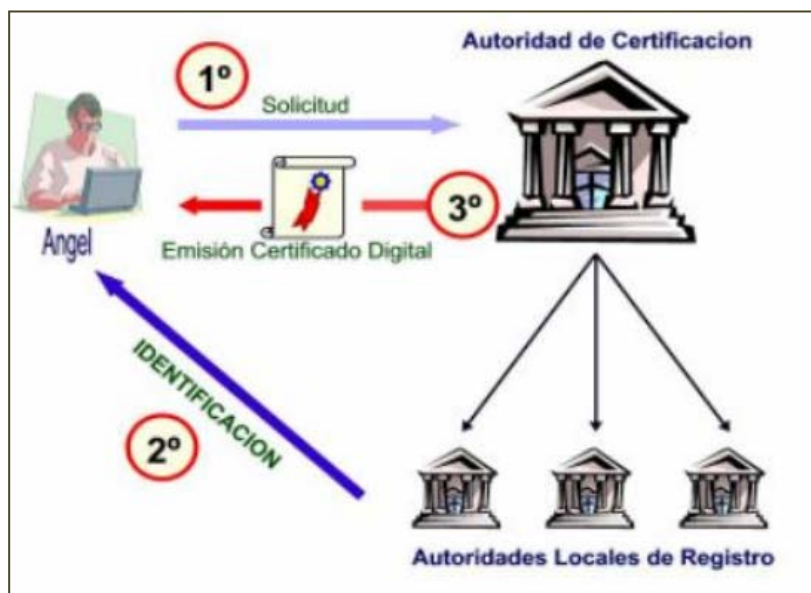 Autoridad de Certificacion
1º
Solicitud
3º
Emisión Certificado Digital
Angel
IDENTIFICACION
2º
Autoridades Locales de Registro